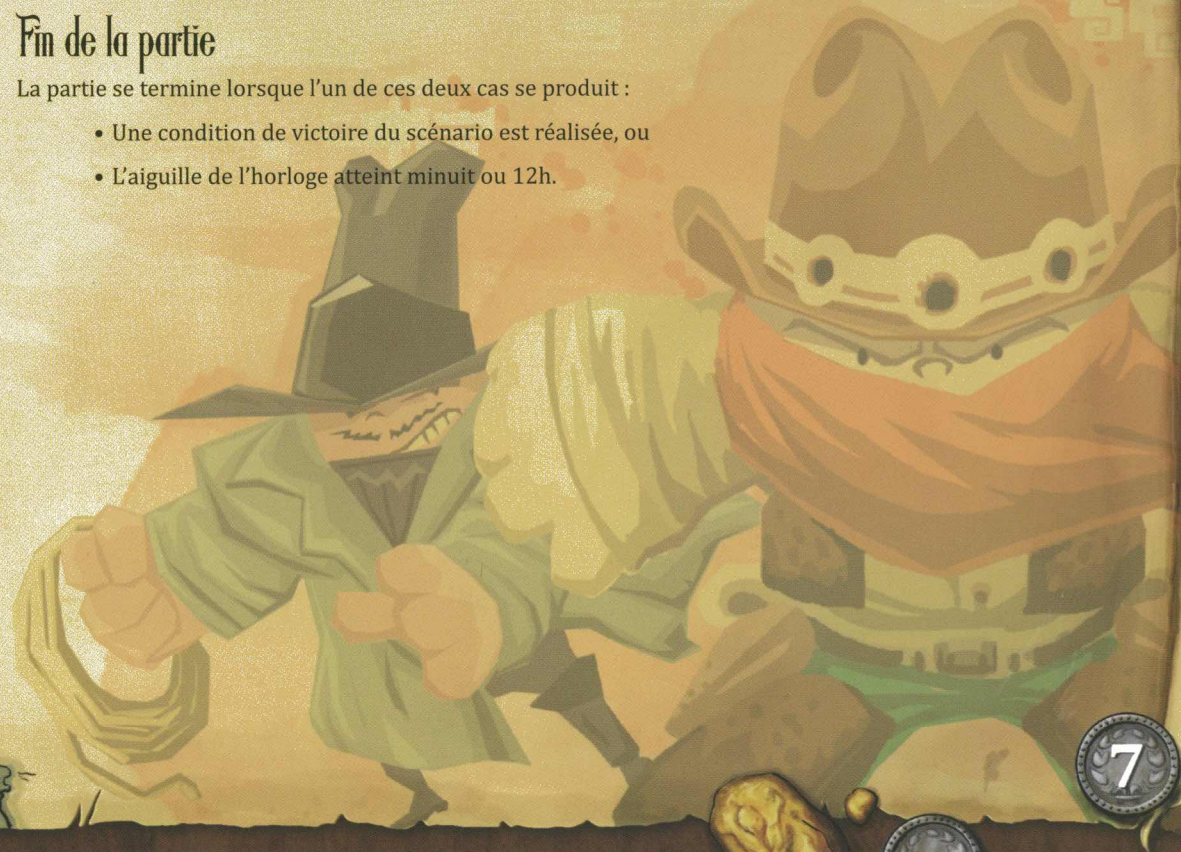 Fin de la partie
La partie se termine lorsque l'un de ces deux cas se produit :
• Une condition de victoire du scénario est réalisée, ou
• L'aiguille de l'horloge atteint minuit ou 12h.
7